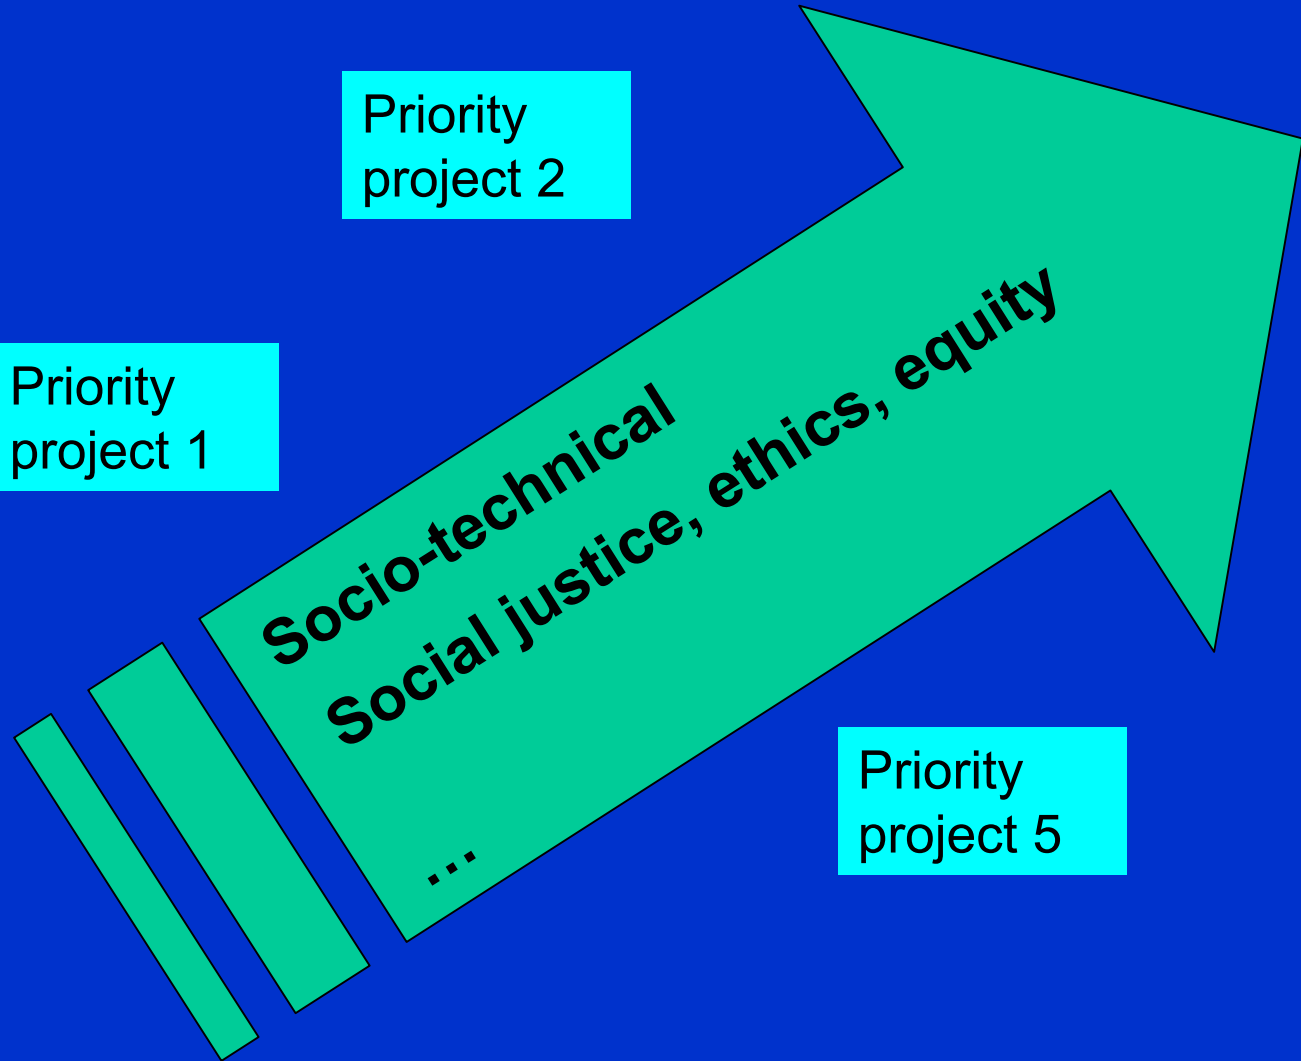 Priority
project 2
Priority
project 1
Socio-technical
Social justice, ethics, equity
...
Priority
project 5